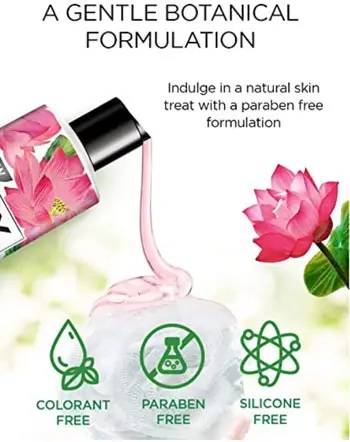 A GENTLE BOTANICAL
FORMULATION
Indulge in a natural skin
treat with a paraben free
formulation
COLORANT
FREE
PARABEN
FREE
SILICONE
FREE